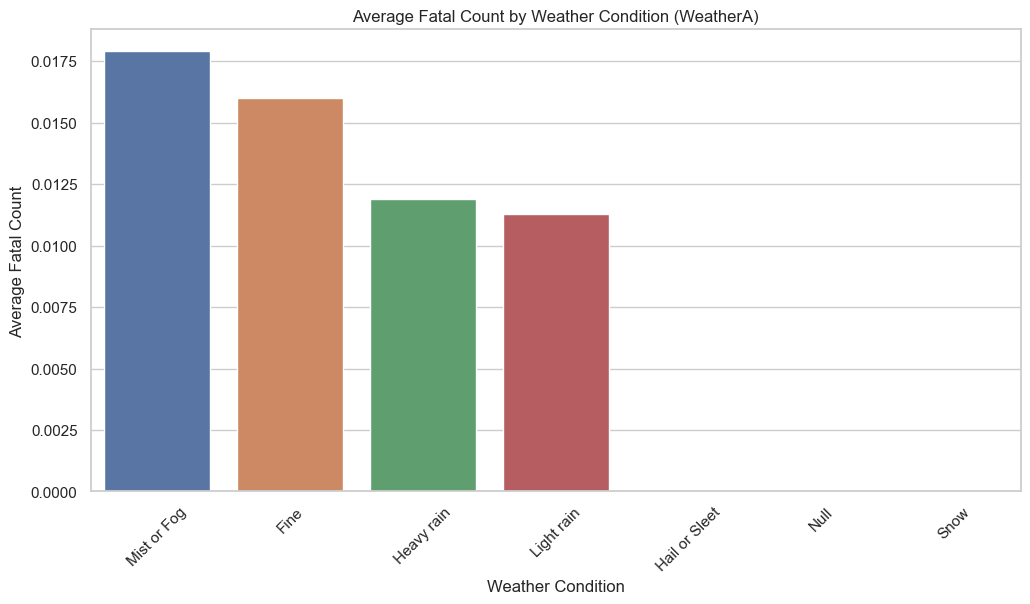 Average Fatal Count by Weather Condition (WeatherA)
Average Fatal Count
0.0175
0.0150
0.0125
0.0100
0.0075
0.0050
0.0025
0.0000
Mist or Fog
Fine
Heavy rain
Light rain
Hail or Sleet
Null
Snow
Weather Condition